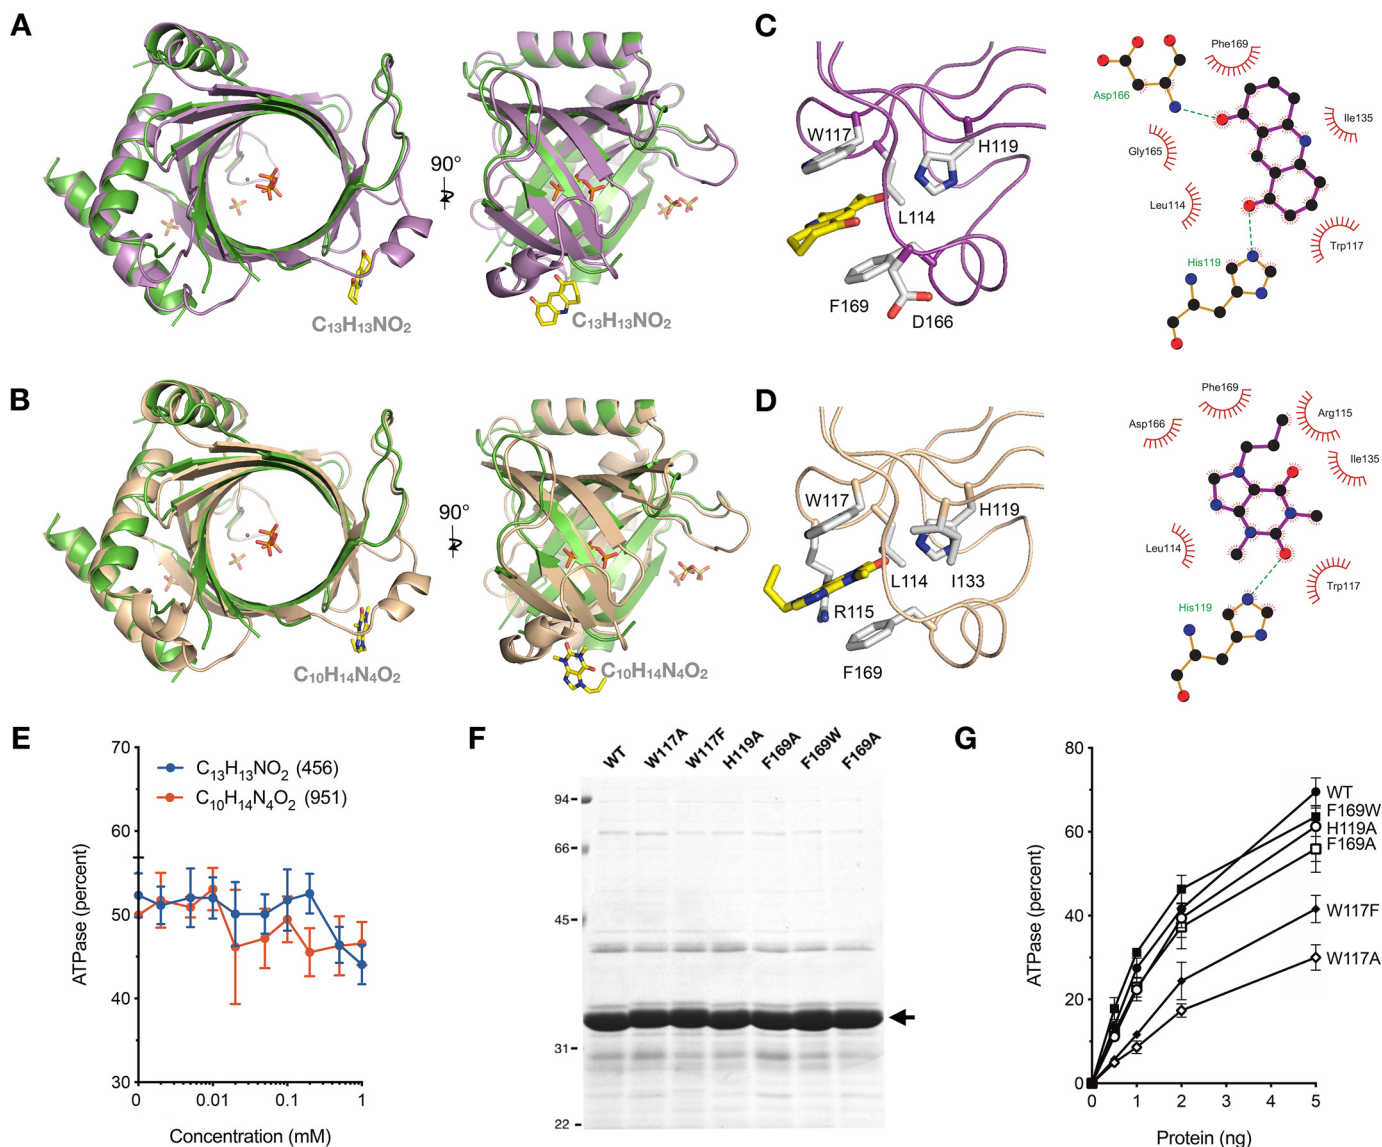 A
90°
C₁₃H₁₃NO₂
C₁₃H₁₃NO₂
B
90°
C₁₀H₁₄N₄O₂
C₁₀H₁₄N₄O₂
C
W117
H119
L114
F169
D166
Phe169
Asp166
Ile135
Gly165
Leu114
Trp117
His119
D
W117
H119
L114
I133
R115
F169
Phe169
Arg115
Asp166
Ile135
Leu114
Trp117
His119
E
70
60
50
40
30
ATPase (percent)
C₁₃H₁₃NO₂ (456)
C₁₀H₁₄N₄O₂ (951)
0
0.01
0.1
1
Concentration (mM)
F
WT
W117A
W117F
H119A
F169A
F169W
F169A
94
66
45
31
22
G
80
60
40
20
0
ATPase (percent)
WT
F169W
H119A
F169A
W117F
W117A
0
1
2
3
4
5
Protein (ng)